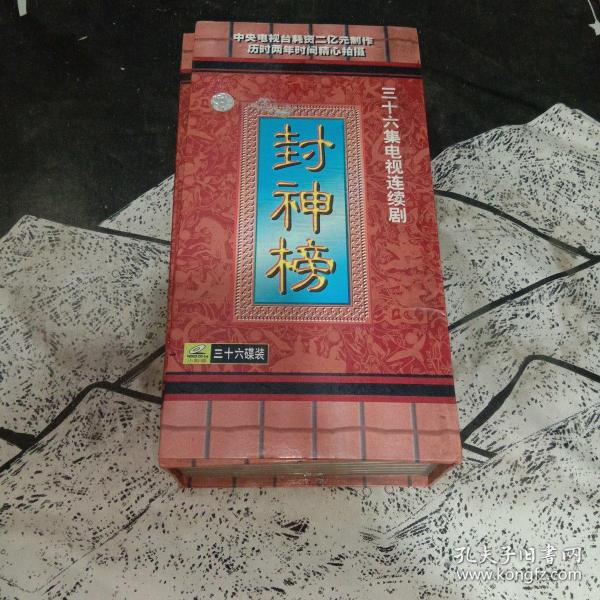 中央电视台耗资二亿元制作
历时两年时间精心拍摄
三十六集电视连续剧
封神榜
三十六碟装
孔夫子旧书网
www.kongfz.com